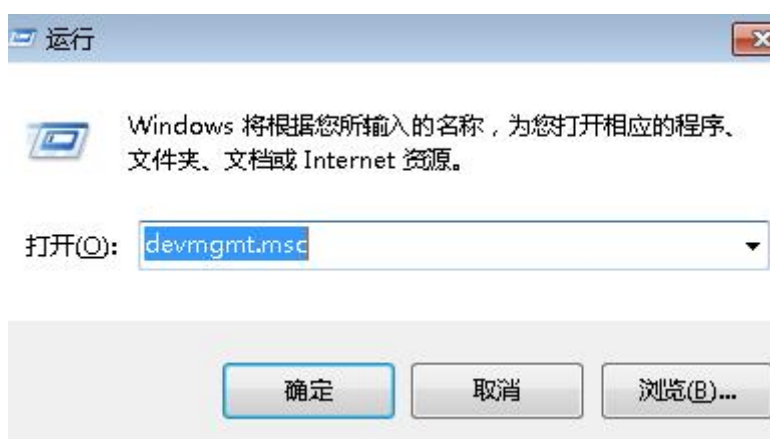 运行
Windows 将根据您所输入的名称，为您打开相应的程序、
文件夹、文档或 Internet 资源。
打开(O): devmgmt.msc
确定 取消 浏览(B)...